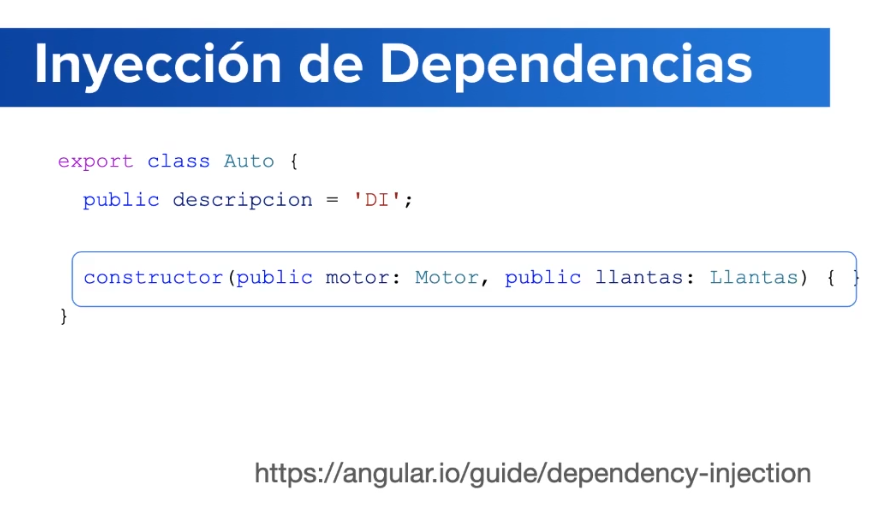 Inyección de Dependencias
export class Auto {
public descripcion = 'DI';
constructor(public motor: Motor, public llantas: Llantas) { }
}
https://angular.io/guide/dependency-injection